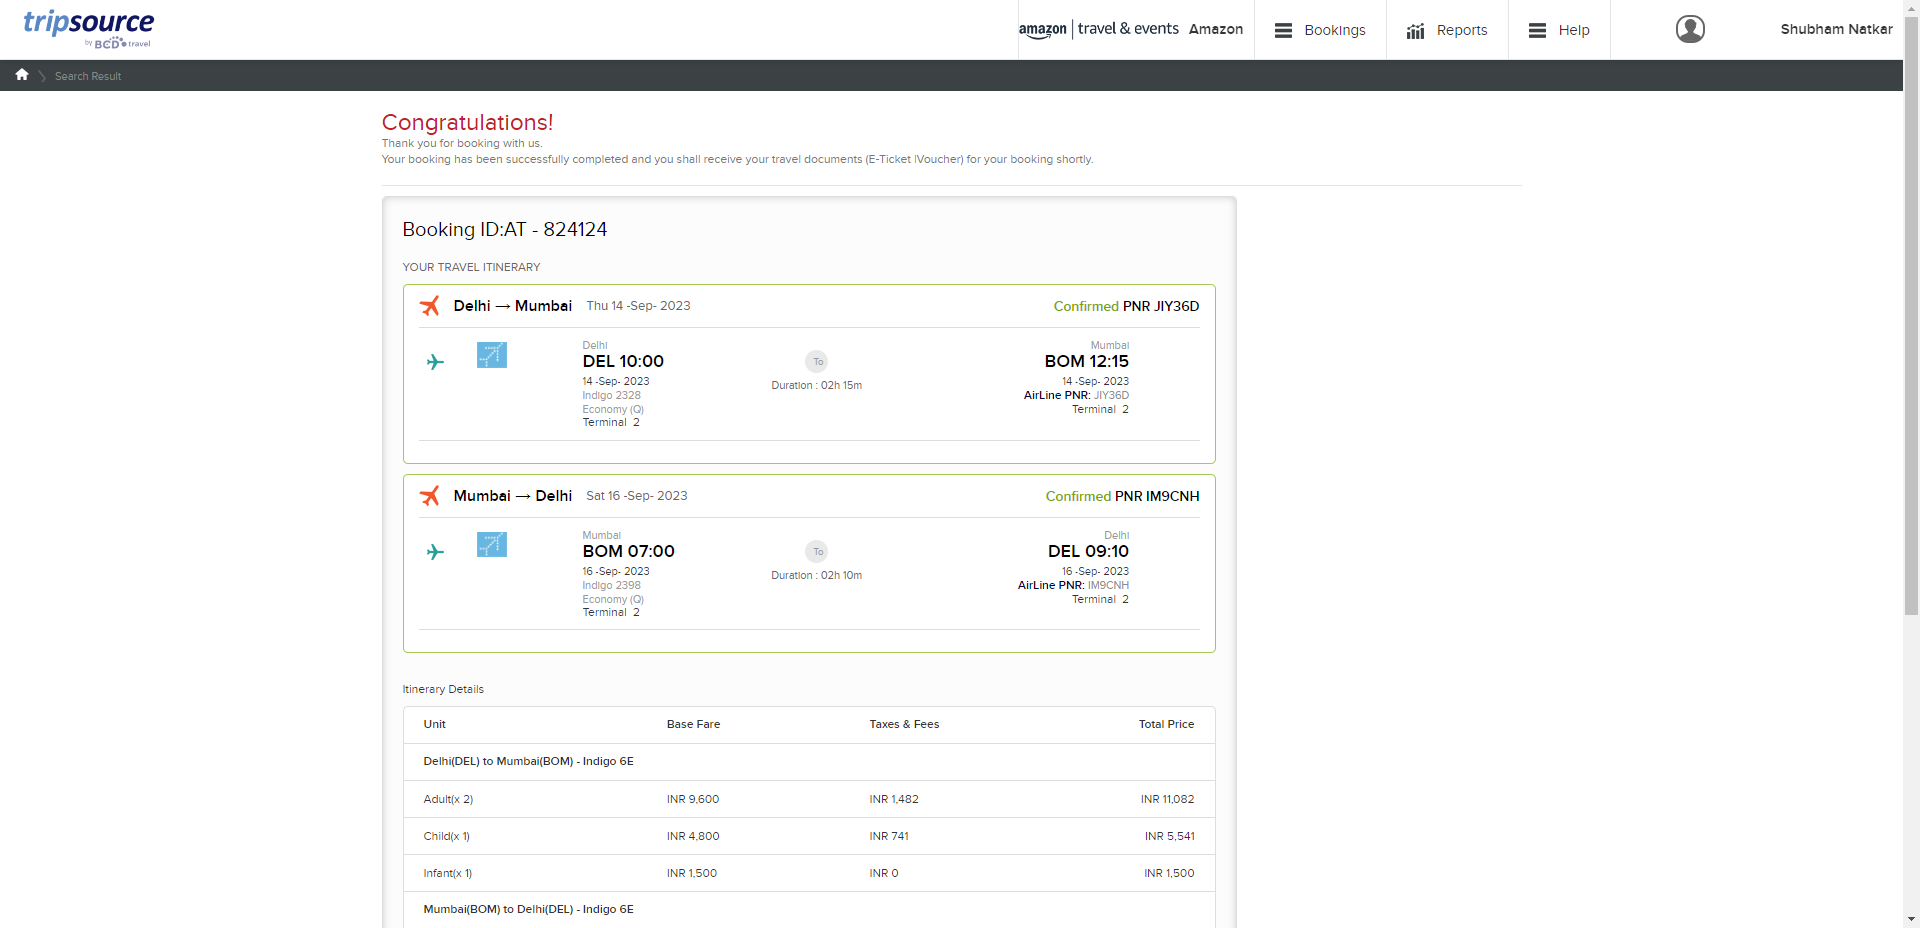 tripsource
by BCD travel
amazon | travel & events Amazon
Bookings
Reports
Help
Shubham Natkar
Search Result
Congratulations!
Thank you for booking with us.
Your booking has been successfully completed and you shall receive your travel documents (E-Ticket |Voucher) for your booking shortly.
Booking ID:AT - 824124
YOUR TRAVEL ITINERARY
Delhi → Mumbai Thu 14 -Sep- 2023 Confirmed PNR JIY36D
Delhi Mumbai
DEL 10:00 To BOM 12:15
14 -Sep- 2023 Duration : 02h 15m 14 -Sep- 2023
Indigo 2328 AirLine PNR: JIY36D
Economy (Q) Terminal 2
Terminal 2
Mumbai → Delhi Sat 16 -Sep- 2023 Confirmed PNR IM9CNH
Mumbai Delhi
BOM 07:00 To DEL 09:10
16 -Sep- 2023 Duration : 02h 10m 16 -Sep- 2023
Indigo 2398 AirLine PNR: IM9CNH
Economy (Q) Terminal 2
Terminal 2
Itinerary Details
Unit Base Fare Taxes & Fees Total Price
Delhi(DEL) to Mumbai(BOM) - Indigo 6E
Adult(x 2) INR 9,600 INR 1,482 INR 11,082
Child(x 1) INR 4,800 INR 741 INR 5,541
Infant(x 1) INR 1,500 INR 0 INR 1,500
Mumbai(BOM) to Delhi(DEL) - Indigo 6E